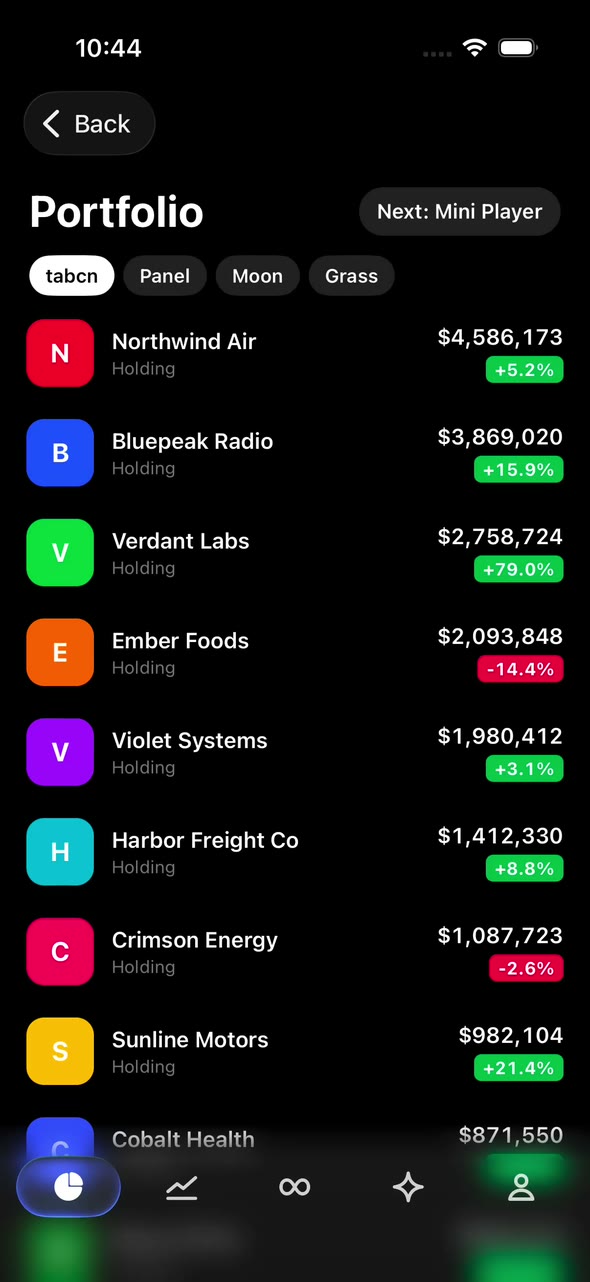 10:44
Back
Portfolio
Next: Mini Player
tabcn Panel Moon Grass
N
Northwind Air
Holding
$4,586,173
+5.2%
B
Bluepeak Radio
Holding
$3,869,020
+15.9%
V
Verdant Labs
Holding
$2,758,724
+79.0%
E
Ember Foods
Holding
$2,093,848
-14.4%
V
Violet Systems
Holding
$1,980,412
+3.1%
H
Harbor Freight Co
Holding
$1,412,330
+8.8%
C
Crimson Energy
Holding
$1,087,723
-2.6%
S
Sunline Motors
Holding
$982,104
+21.4%
C
Cobalt Health
$871,550